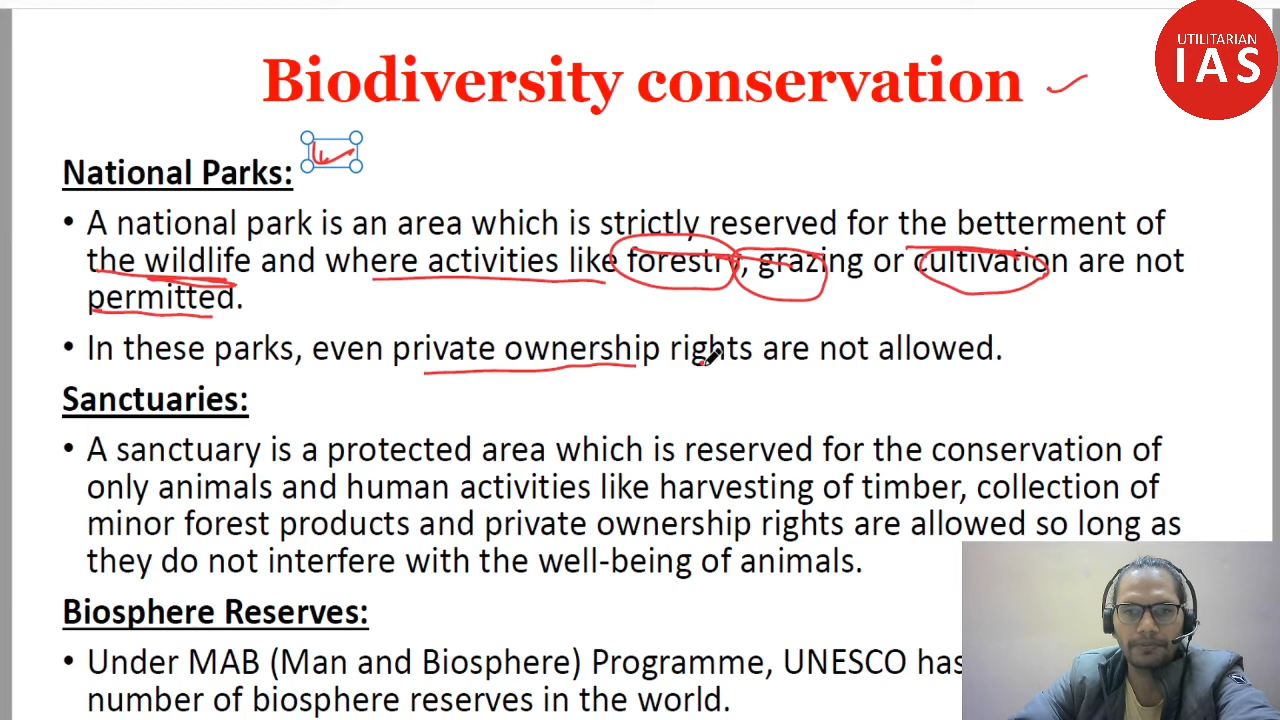 UTILITARIAN
IAS
Biodiversity conservation
National Parks:
• A national park is an area which is strictly reserved for the betterment of
the wildlife and where activities like forestry, grazing or cultivation are not
permitted.
• In these parks, even private ownership rights are not allowed.
Sanctuaries:
• A sanctuary is a protected area which is reserved for the conservation of
only animals and human activities like harvesting of timber, collection of
minor forest products and private ownership rights are allowed so long as
they do not interfere with the well-being of animals.
Biosphere Reserves:
• Under MAB (Man and Biosphere) Programme, UNESCO has
number of biosphere reserves in the world.